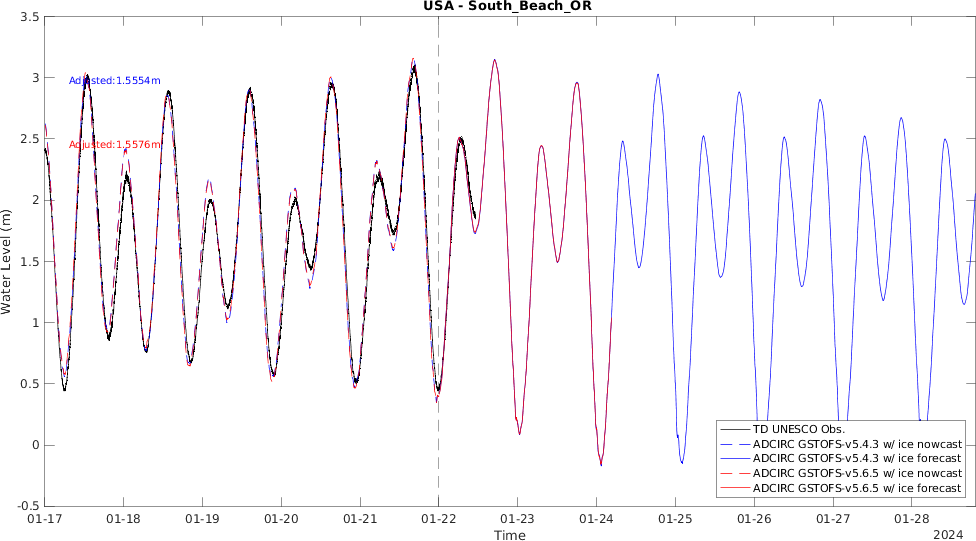 USA - South_Beach_OR
3.5
3
2.5
2
1.5
1
0.5
0
-0.5
Water Level (m)
Adjusted:1.5554m
Adjusted:1.5576m
TD UNESCO Obs.
ADCIRC GSTOFS-v5.4.3 w/ ice nowcast
ADCIRC GSTOFS-v5.4.3 w/ ice forecast
ADCIRC GSTOFS-v5.6.5 w/ ice nowcast
ADCIRC GSTOFS-v5.6.5 w/ ice forecast
01-17 01-18 01-19 01-20 01-21 01-22 01-23 01-24 01-25 01-26 01-27 01-28
Time
2024